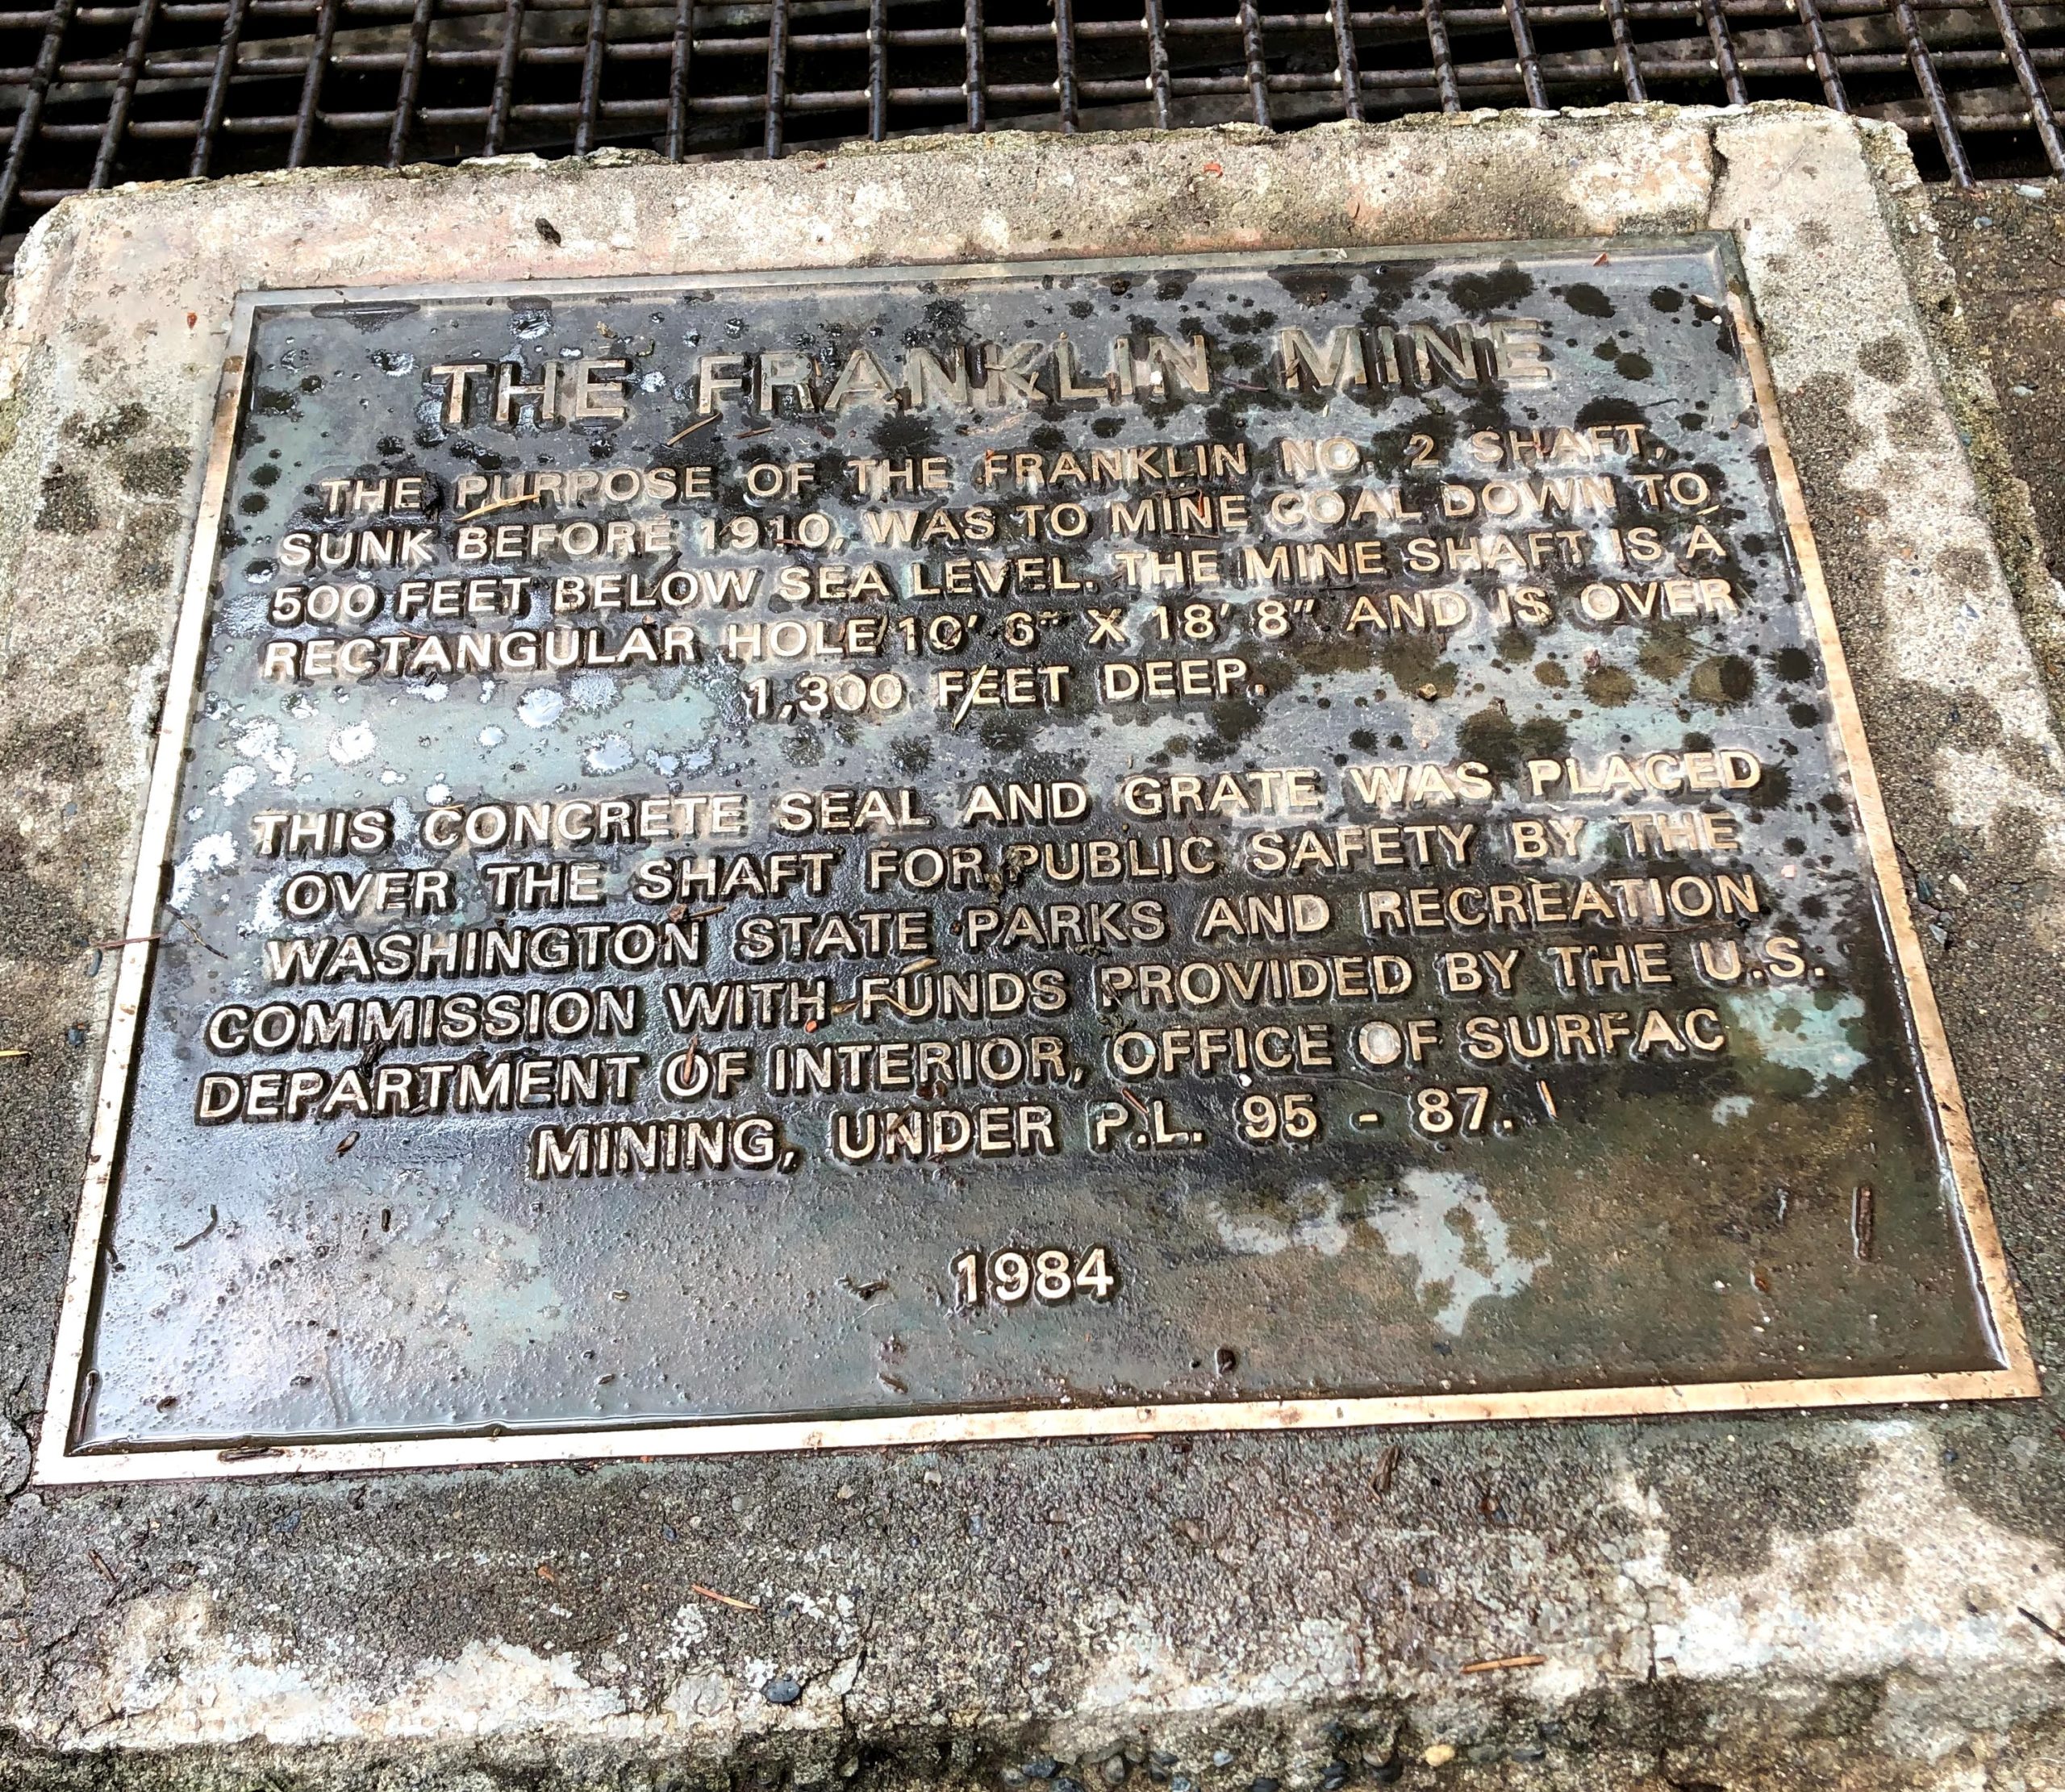 THE FRANKLIN MINE
THE PURPOSE OF THE FRANKLIN NO. 2 SHAFT,
SUNK BEFORE 1910, WAS TO MINE COAL DOWN TO
500 FEET BELOW SEA LEVEL. THE MINE SHAFT IS A
RECTANGULAR HOLE 10' 6" X 18' 8" AND IS OVER
1,300 FEET DEEP.
THIS CONCRETE SEAL AND GRATE WAS PLACED
OVER THE SHAFT FOR PUBLIC SAFETY BY THE
WASHINGTON STATE PARKS AND RECREATION
COMMISSION WITH FUNDS PROVIDED BY THE U.S.
DEPARTMENT OF INTERIOR, OFFICE OF SURFAC
MINING, UNDER P.L. 95 - 87.
1984